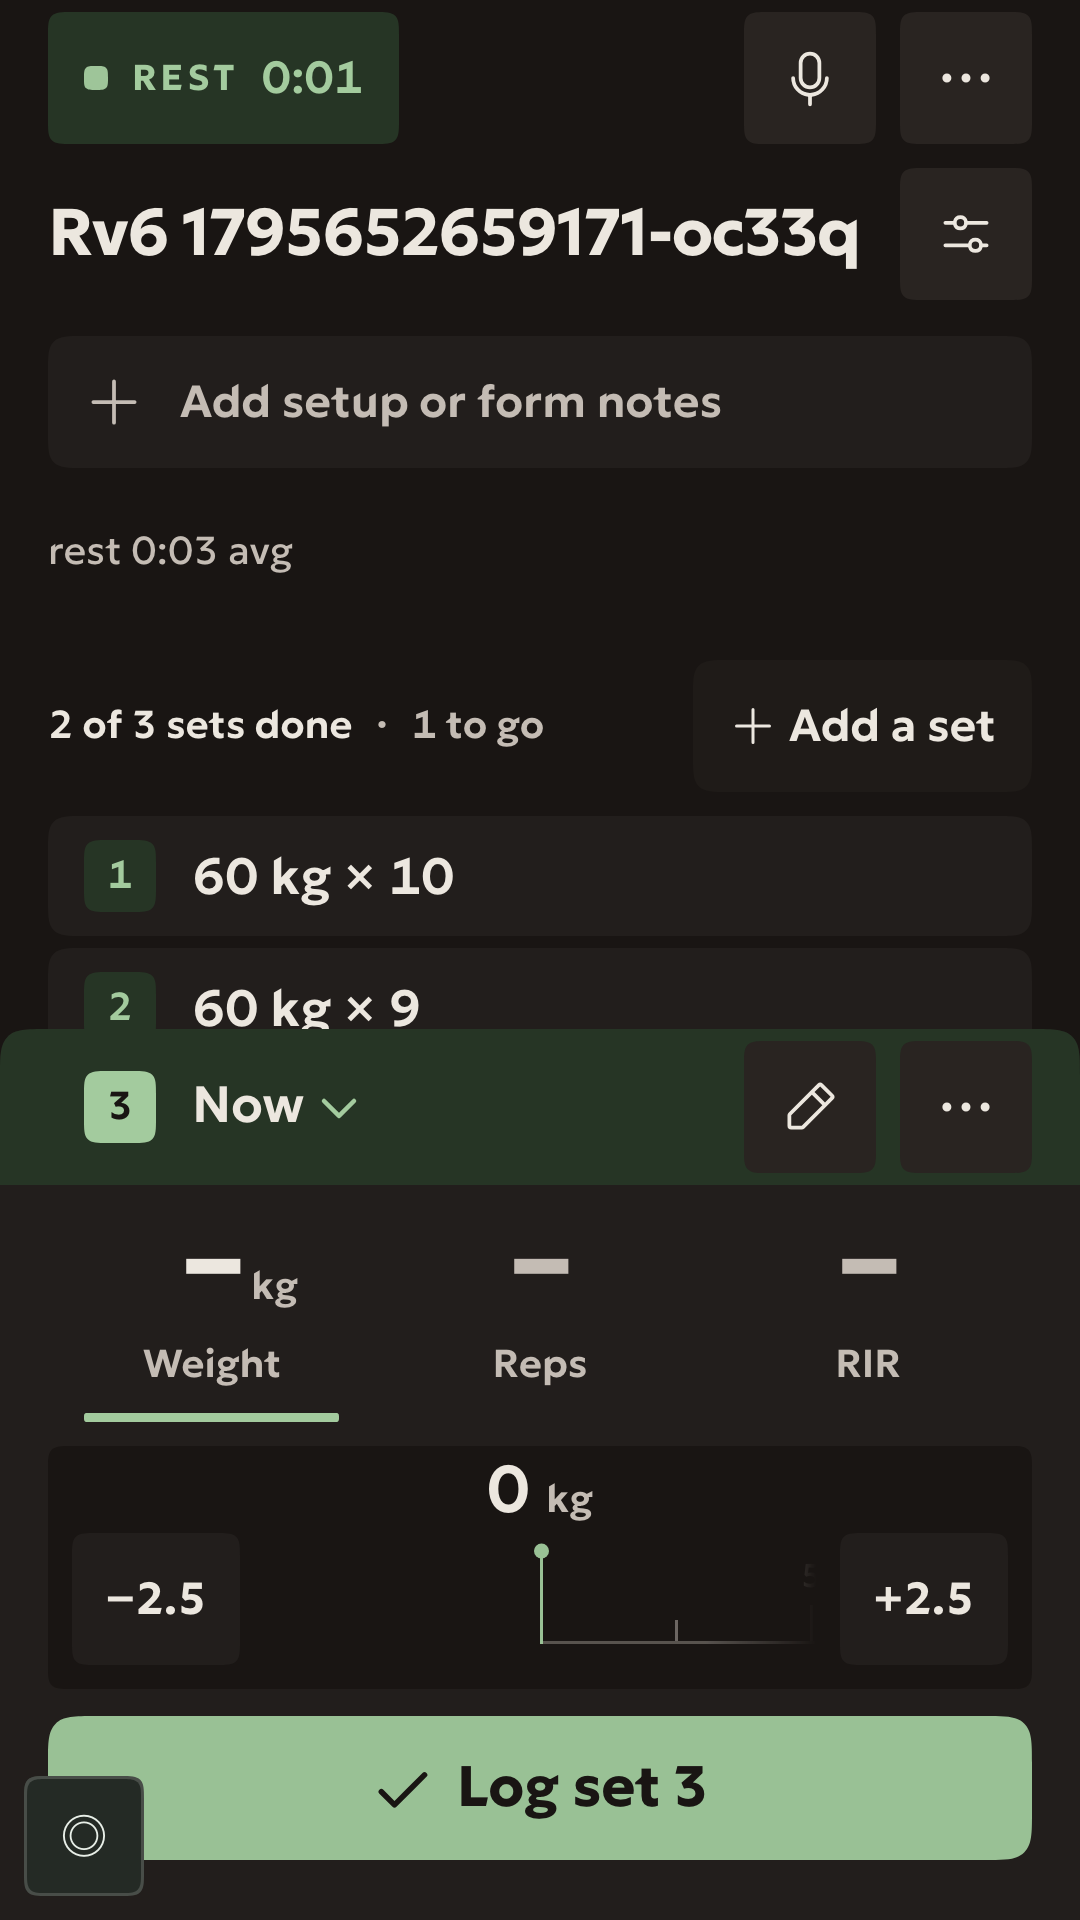 REST 0:01
Rv6 1795652659171-oc33q
Add setup or form notes
rest 0:03 avg
2 of 3 sets done · 1 to go
Add a set
1 60 kg × 10
2 60 kg × 9
3 Now
– kg – –
Weight Reps RIR
0 kg
5
−2.5 +2.5
Log set 3